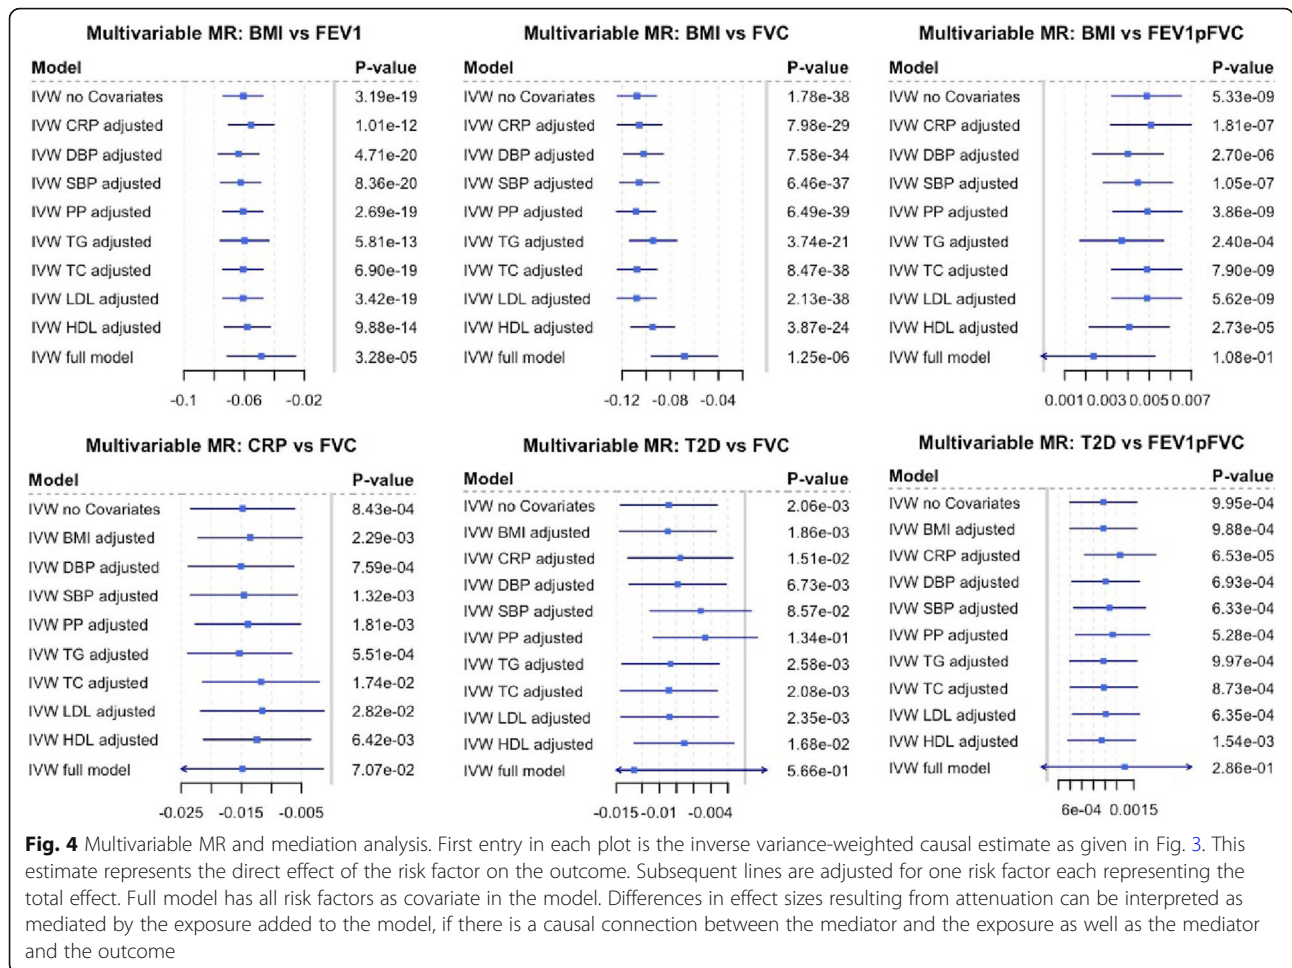 Multivariable MR: BMI vs FEV1
Model P-value
IVW no Covariates 3.19e-19
IVW CRP adjusted 1.01e-12
IVW DBP adjusted 4.71e-20
IVW SBP adjusted 8.36e-20
IVW PP adjusted 2.69e-19
IVW TG adjusted 5.81e-13
IVW TC adjusted 6.90e-19
IVW LDL adjusted 3.42e-19
IVW HDL adjusted 9.88e-14
IVW full model 3.28e-05
-0.1 -0.06 -0.02
Multivariable MR: BMI vs FVC
Model P-value
IVW no Covariates 1.78e-38
IVW CRP adjusted 7.98e-29
IVW DBP adjusted 7.58e-34
IVW SBP adjusted 6.46e-37
IVW PP adjusted 6.49e-39
IVW TG adjusted 3.74e-21
IVW TC adjusted 8.47e-38
IVW LDL adjusted 2.13e-38
IVW HDL adjusted 3.87e-24
IVW full model 1.25e-06
-0.12 -0.08 -0.04
Multivariable MR: BMI vs FEV1pFVC
Model P-value
IVW no Covariates 5.33e-09
IVW CRP adjusted 1.81e-07
IVW DBP adjusted 2.70e-06
IVW SBP adjusted 1.05e-07
IVW PP adjusted 3.86e-09
IVW TG adjusted 2.40e-04
IVW TC adjusted 7.90e-09
IVW LDL adjusted 5.62e-09
IVW HDL adjusted 2.73e-05
IVW full model 1.08e-01
0.001 0.003 0.005 0.007
Multivariable MR: CRP vs FVC
Model P-value
IVW no Covariates 8.43e-04
IVW BMI adjusted 2.29e-03
IVW DBP adjusted 7.59e-04
IVW SBP adjusted 1.32e-03
IVW PP adjusted 1.81e-03
IVW TG adjusted 5.51e-04
IVW TC adjusted 1.74e-02
IVW LDL adjusted 2.82e-02
IVW HDL adjusted 6.42e-03
IVW full model 7.07e-02
-0.025 -0.015 -0.005
Multivariable MR: T2D vs FVC
Model P-value
IVW no Covariates 2.06e-03
IVW BMI adjusted 1.86e-03
IVW CRP adjusted 1.51e-02
IVW DBP adjusted 6.73e-03
IVW SBP adjusted 8.57e-02
IVW PP adjusted 1.34e-01
IVW TG adjusted 2.58e-03
IVW TC adjusted 2.08e-03
IVW LDL adjusted 2.35e-03
IVW HDL adjusted 1.68e-02
IVW full model 5.66e-01
-0.015 -0.01 -0.004
Multivariable MR: T2D vs FEV1pFVC
Model P-value
IVW no Covariates 9.95e-04
IVW BMI adjusted 9.88e-04
IVW CRP adjusted 6.53e-05
IVW DBP adjusted 6.93e-04
IVW SBP adjusted 6.33e-04
IVW PP adjusted 5.28e-04
IVW TG adjusted 9.97e-04
IVW TC adjusted 8.73e-04
IVW LDL adjusted 6.35e-04
IVW HDL adjusted 1.54e-03
IVW full model 2.86e-01
6e-04 0.0015
Fig. 4 Multivariable MR and mediation analysis. First entry in each plot is the inverse variance-weighted causal estimate as given in Fig. 3. This
estimate represents the direct effect of the risk factor on the outcome. Subsequent lines are adjusted for one risk factor each representing the
total effect. Full model has all risk factors as covariate in the model. Differences in effect sizes resulting from attenuation can be interpreted as
mediated by the exposure added to the model, if there is a causal connection between the mediator and the exposure as well as the mediator
and the outcome